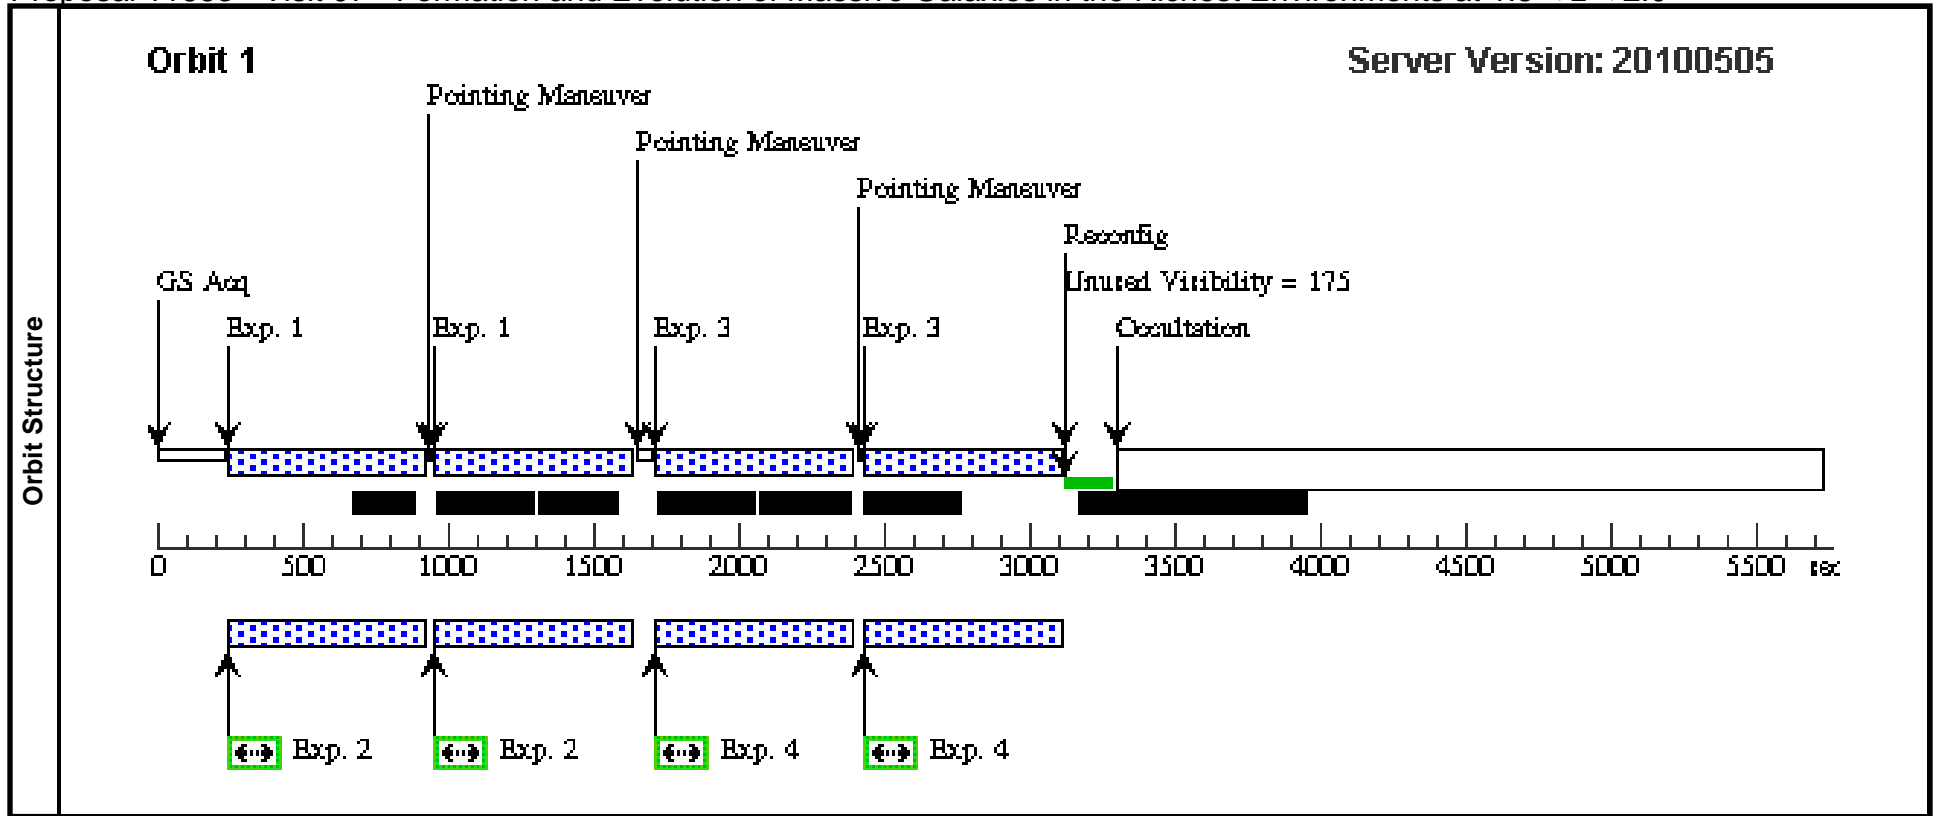 Orbit 1
Server Version: 20100505
Pointing Maneuver
Pointing Maneuver
Pointing Maneuver
Reconfig
GS Acq
Unused Visibility = 175
Exp. 1
Exp. 1
Exp. 3
Exp. 3
Occultation
Orbit Structure
0 500 1000 1500 2000 2500 3000 3500 4000 4500 5000 5500 sec
Exp. 2
Exp. 2
Exp. 4
Exp. 4